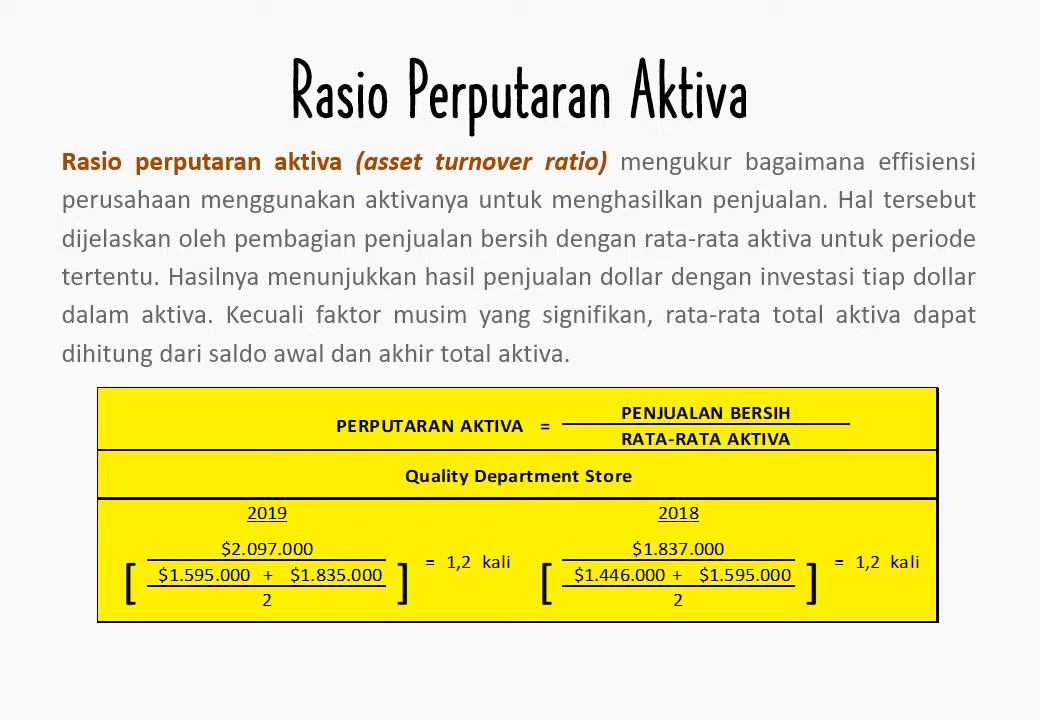 Rasio Perputaran Aktiva
Rasio perputaran aktiva (asset turnover ratio) mengukur bagaimana effisiensi
perusahaan menggunakan aktivanya untuk menghasilkan penjualan. Hal tersebut
dijelaskan oleh pembagian penjualan bersih dengan rata-rata aktiva untuk periode
tertentu. Hasilnya menunjukkan hasil penjualan dollar dengan investasi tiap dollar
dalam aktiva. Kecuali faktor musim yang signifikan, rata-rata total aktiva dapat
dihitung dari saldo awal dan akhir total aktiva.
PERPUTARAN AKTIVA =
PENJUALAN BERSIH
RATA-RATA AKTIVA
Quality Department Store
2019
$2.097.000
[ $1.595.000 + $1.835.000 ]
2
= 1,2 kali
2018
$1.837.000
[ $1.446.000 + $1.595.000 ]
2
= 1,2 kali